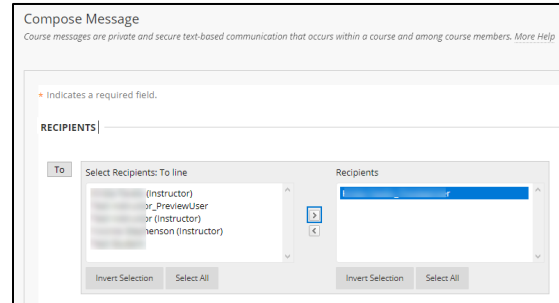 Compose Message
Course messages are private and secure text-based communication that occurs within a course and among course members. More Help
* Indicates a required field.
RECIPIENTS
To
Select Recipients: To line
Recipients
(Instructor)
or_PreviewUser
or (Instructor)
henson (Instructor)
>
<
Invert Selection
Select All
Invert Selection
Select All